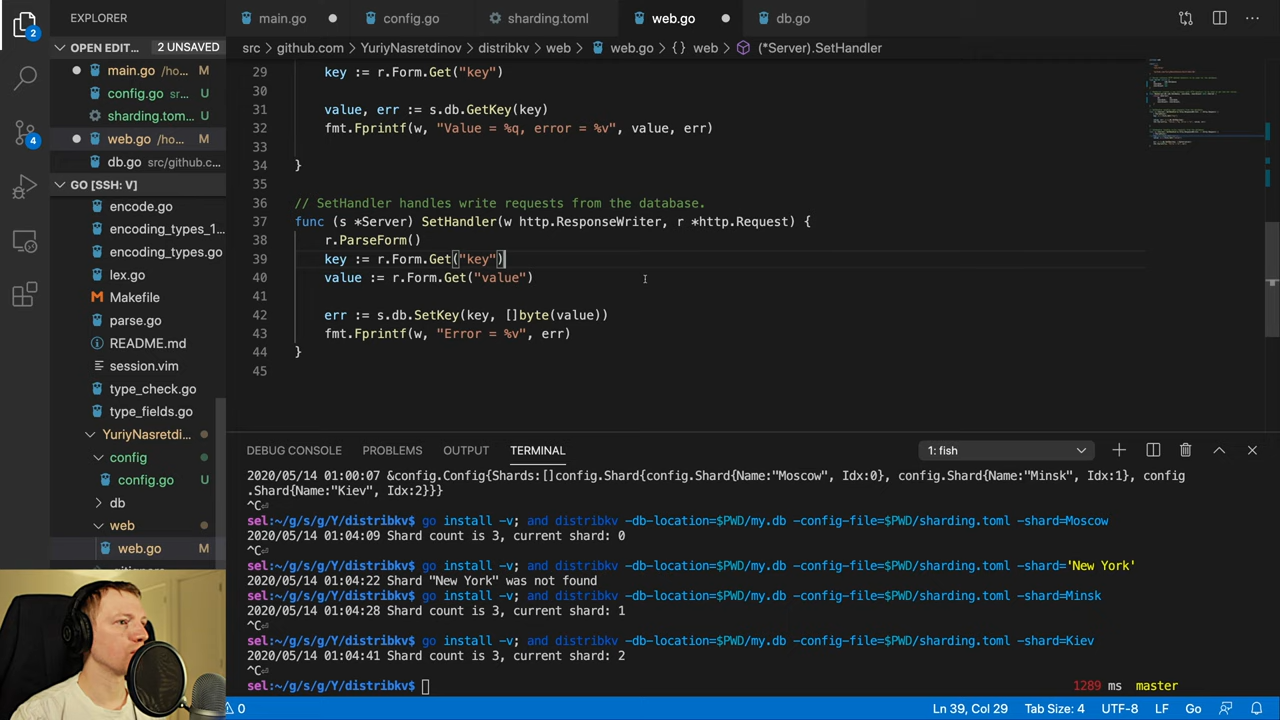 main.go
config.go
sharding.toml
web.go
db.go
2
OPEN EDIT... 2 UNSAVED
src > github.com > YuriyNasretdinov > distribkv > web > web.go > {} web > (*Server).SetHandler
main.go /ho... M
config.go sr... U
sharding.tom... U
web.go /ho... M
db.go src/github.c...
GO [SSH: V]
encode.go
encoding_types_1...
encoding_types.go
lex.go
Makefile
parse.go
README.md
session.vim
type_check.go
type_fields.go
YuriyNasretdi...
config
config.go U
db
web
web.go M
4
29 key := r.Form.Get("key")
30
31 value, err := s.db.GetKey(key)
32 fmt.Fprintf(w, "Value = %q, error = %v", value, err)
33
34 }
35
36 // SetHandler handles write requests from the database.
37 func (s *Server) SetHandler(w http.ResponseWriter, r *http.Request) {
38 r.ParseForm()
39 key := r.Form.Get("key")
40 value := r.Form.Get("value")
41
42 err := s.db.SetKey(key, []byte(value))
43 fmt.Fprintf(w, "Error = %v", err)
44 }
45
DEBUG CONSOLE PROBLEMS OUTPUT TERMINAL 1: fish
2020/05/14 01:00:07 &config.Config{Shards:[]config.Shard{config.Shard{Name:"Moscow", Idx:0}, config.Shard{Name:"Minsk", Idx:1}, config
.Shard{Name:"Kiev", Idx:2}}}
^C⏎
sel:~/g/s/g/Y/distribkv$ go install -v; and distribkv -db-location=$PWD/my.db -config-file=$PWD/sharding.toml -shard=Moscow
2020/05/14 01:04:09 Shard count is 3, current shard: 0
^C⏎
sel:~/g/s/g/Y/distribkv$ go install -v; and distribkv -db-location=$PWD/my.db -config-file=$PWD/sharding.toml -shard='New York'
2020/05/14 01:04:22 Shard "New York" was not found
sel:~/g/s/g/Y/distribkv$ go install -v; and distribkv -db-location=$PWD/my.db -config-file=$PWD/sharding.toml -shard=Minsk
2020/05/14 01:04:28 Shard count is 3, current shard: 1
^C⏎
sel:~/g/s/g/Y/distribkv$ go install -v; and distribkv -db-location=$PWD/my.db -config-file=$PWD/sharding.toml -shard=Kiev
2020/05/14 01:04:41 Shard count is 3, current shard: 2
^C⏎
sel:~/g/s/g/Y/distribkv$ 1289 ms master
0 Ln 39, Col 29 Tab Size: 4 UTF-8 LF Go